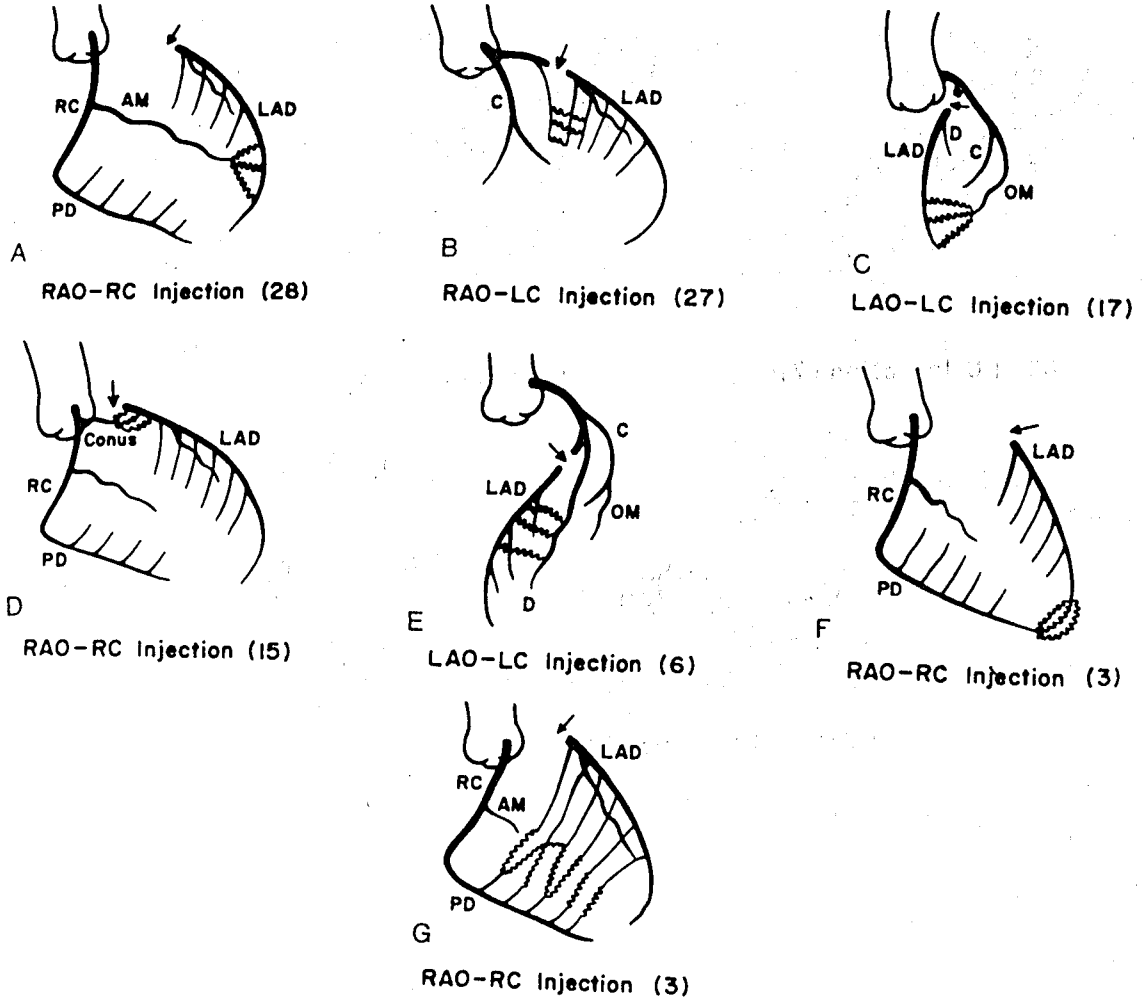 RC
AM
LAD
PD
A
RAO-RC Injection (28)
C
LAD
B
RAO-LC Injection (27)
LAD
D
C
OM
C
LAO-LC Injection (17)
Conus
LAD
RC
PD
D
RAO-RC Injection (15)
C
LAD
OM
D
E
LAO-LC Injection (6)
LAD
RC
PD
F
RAO-RC Injection (3)
RC
LAD
AM
PD
G
RAO-RC Injection (3)